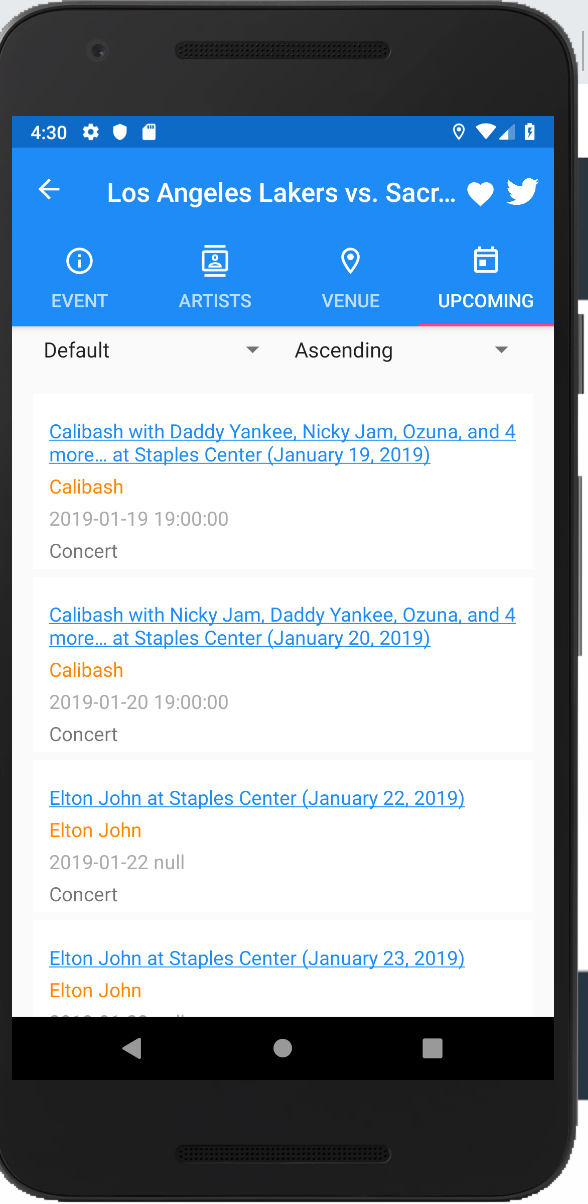 4:30
Los Angeles Lakers vs. Sacr...
EVENT
ARTISTS
VENUE
UPCOMING
Default
Ascending
Calibash with Daddy Yankee, Nicky Jam, Ozuna, and 4
more... at Staples Center (January 19, 2019)
Calibash
2019-01-19 19:00:00
Concert
Calibash with Nicky Jam, Daddy Yankee, Ozuna, and 4
more... at Staples Center (January 20, 2019)
Calibash
2019-01-20 19:00:00
Concert
Elton John at Staples Center (January 22, 2019)
Elton John
2019-01-22 null
Concert
Elton John at Staples Center (January 23, 2019)
Elton John